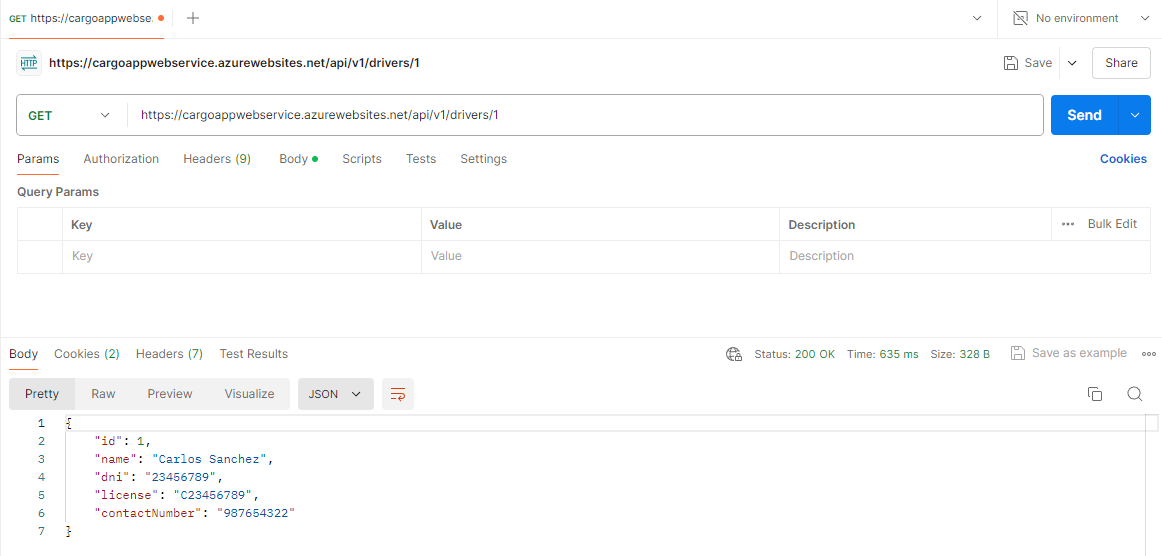 GET https://cargoappwebse. No environment
HTTP https://cargoappwebservice.azurewebsites.net/api/v1/drivers/1 Save Share
GET https://cargoappwebservice.azurewebsites.net/api/v1/drivers/1 Send
Params Authorization Headers (9) Body Scripts Tests Settings Cookies
Query Params
Key Value Description Bulk Edit
Key Value Description
Body Cookies (2) Headers (7) Test Results Status: 200 OK Time: 635 ms Size: 328 B Save as example
Pretty Raw Preview Visualize JSON
1 {
2 "id": 1,
3 "name": "Carlos Sanchez",
4 "dni": "23456789",
5 "license": "C23456789",
6 "contactNumber": "987654322"
7 }